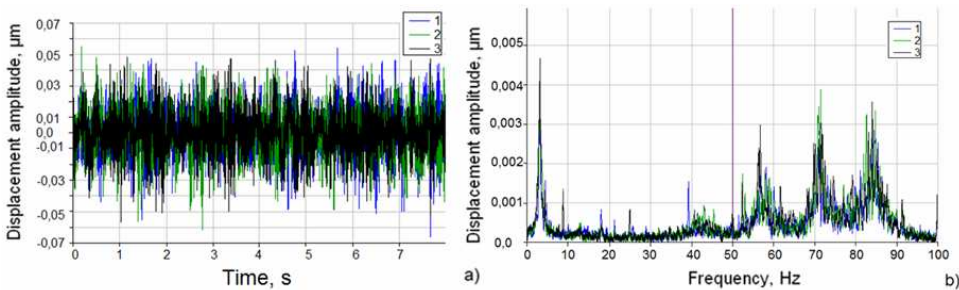 Displacement amplitude, µm
0,07
0,05
0,03
0,01
0,0
-0,01
-0,03
-0,05
0,07
0 1 2 3 4 5 6 7
Time, s
1
2
3
a)
Displacement amplitude, µm
0,005
0,004
0,003
0,002
0,001
0,0
0 10 20 30 40 50 60 70 80 90 100
Frequency, Hz
1
2
3
b)